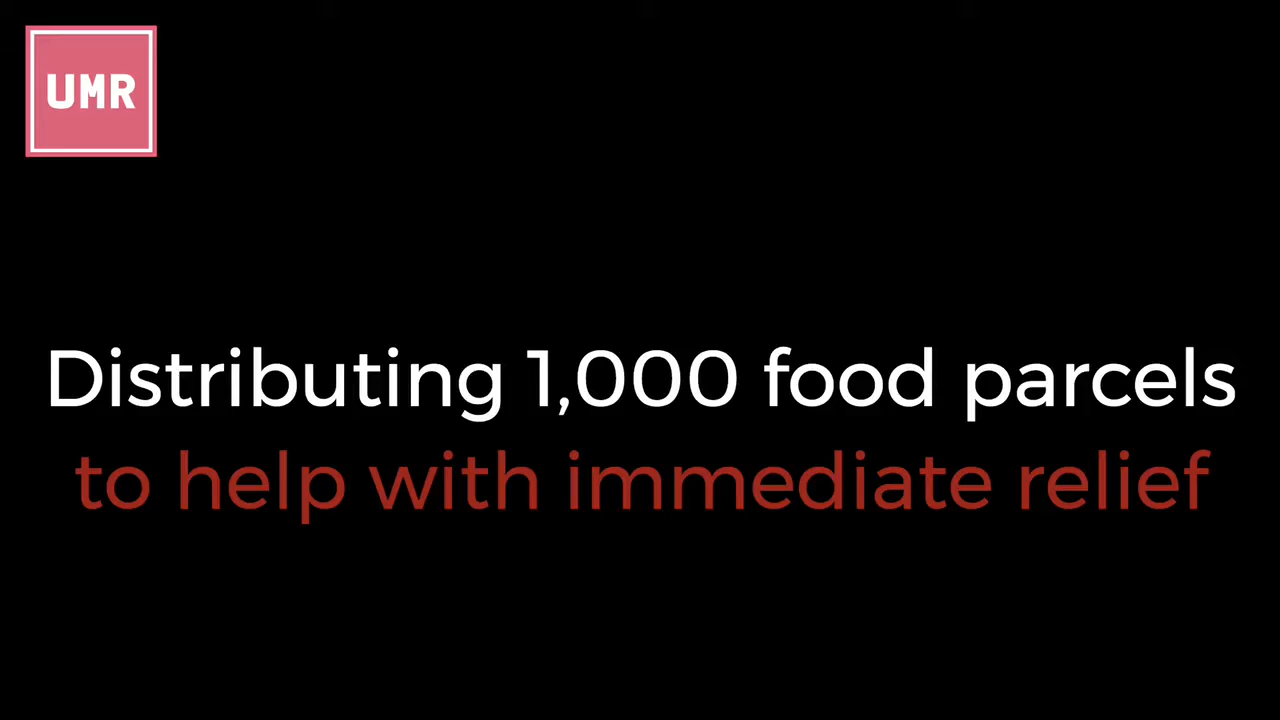 UMR
Distributing 1,000 food parcels
to help with immediate relief